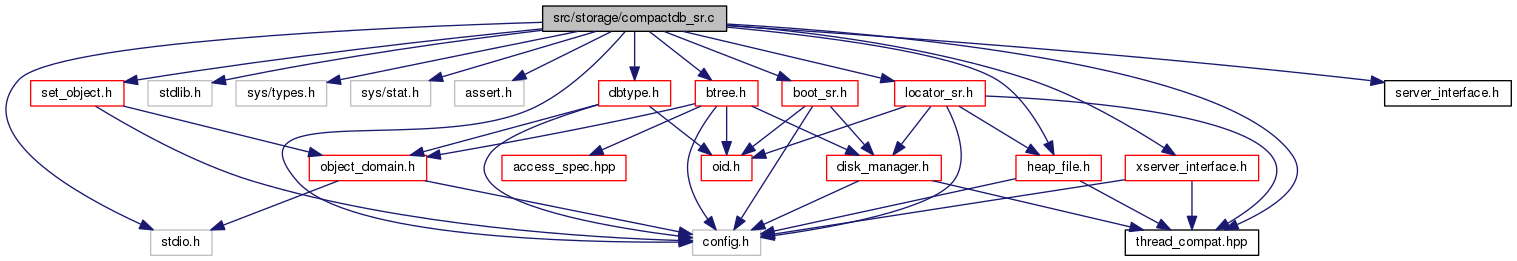 src/storage/compactdb_sr.c
set_object.h
stdlib.h
sys/types.h
sys/stat.h
assert.h
dbtype.h
btree.h
boot_sr.h
locator_sr.h
server_interface.h
object_domain.h
access_spec.hpp
oid.h
disk_manager.h
heap_file.h
xserver_interface.h
stdio.h
config.h
thread_compat.hpp